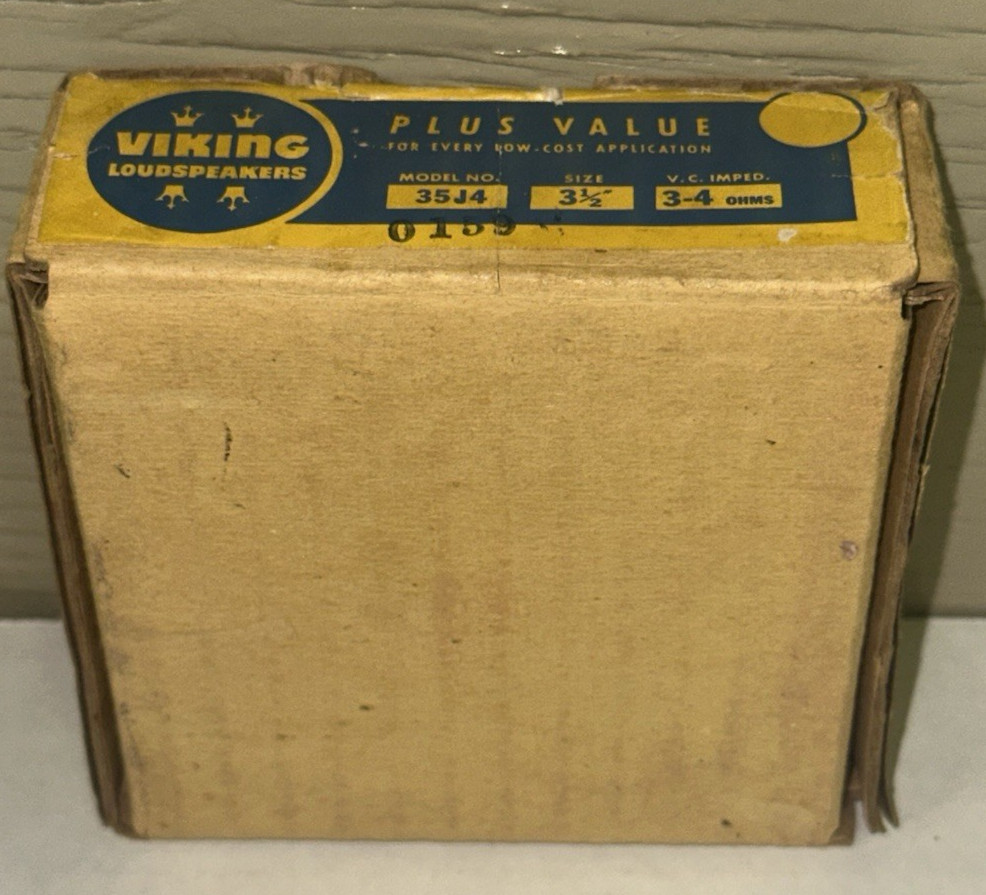 VIKING
LOUDSPEAKERS
PLUS VALUE
FOR EVERY LOW-COST APPLICATION
MODEL NO. SIZE V.C. IMPED.
35J4 3½" 3-4 OHMS
0159